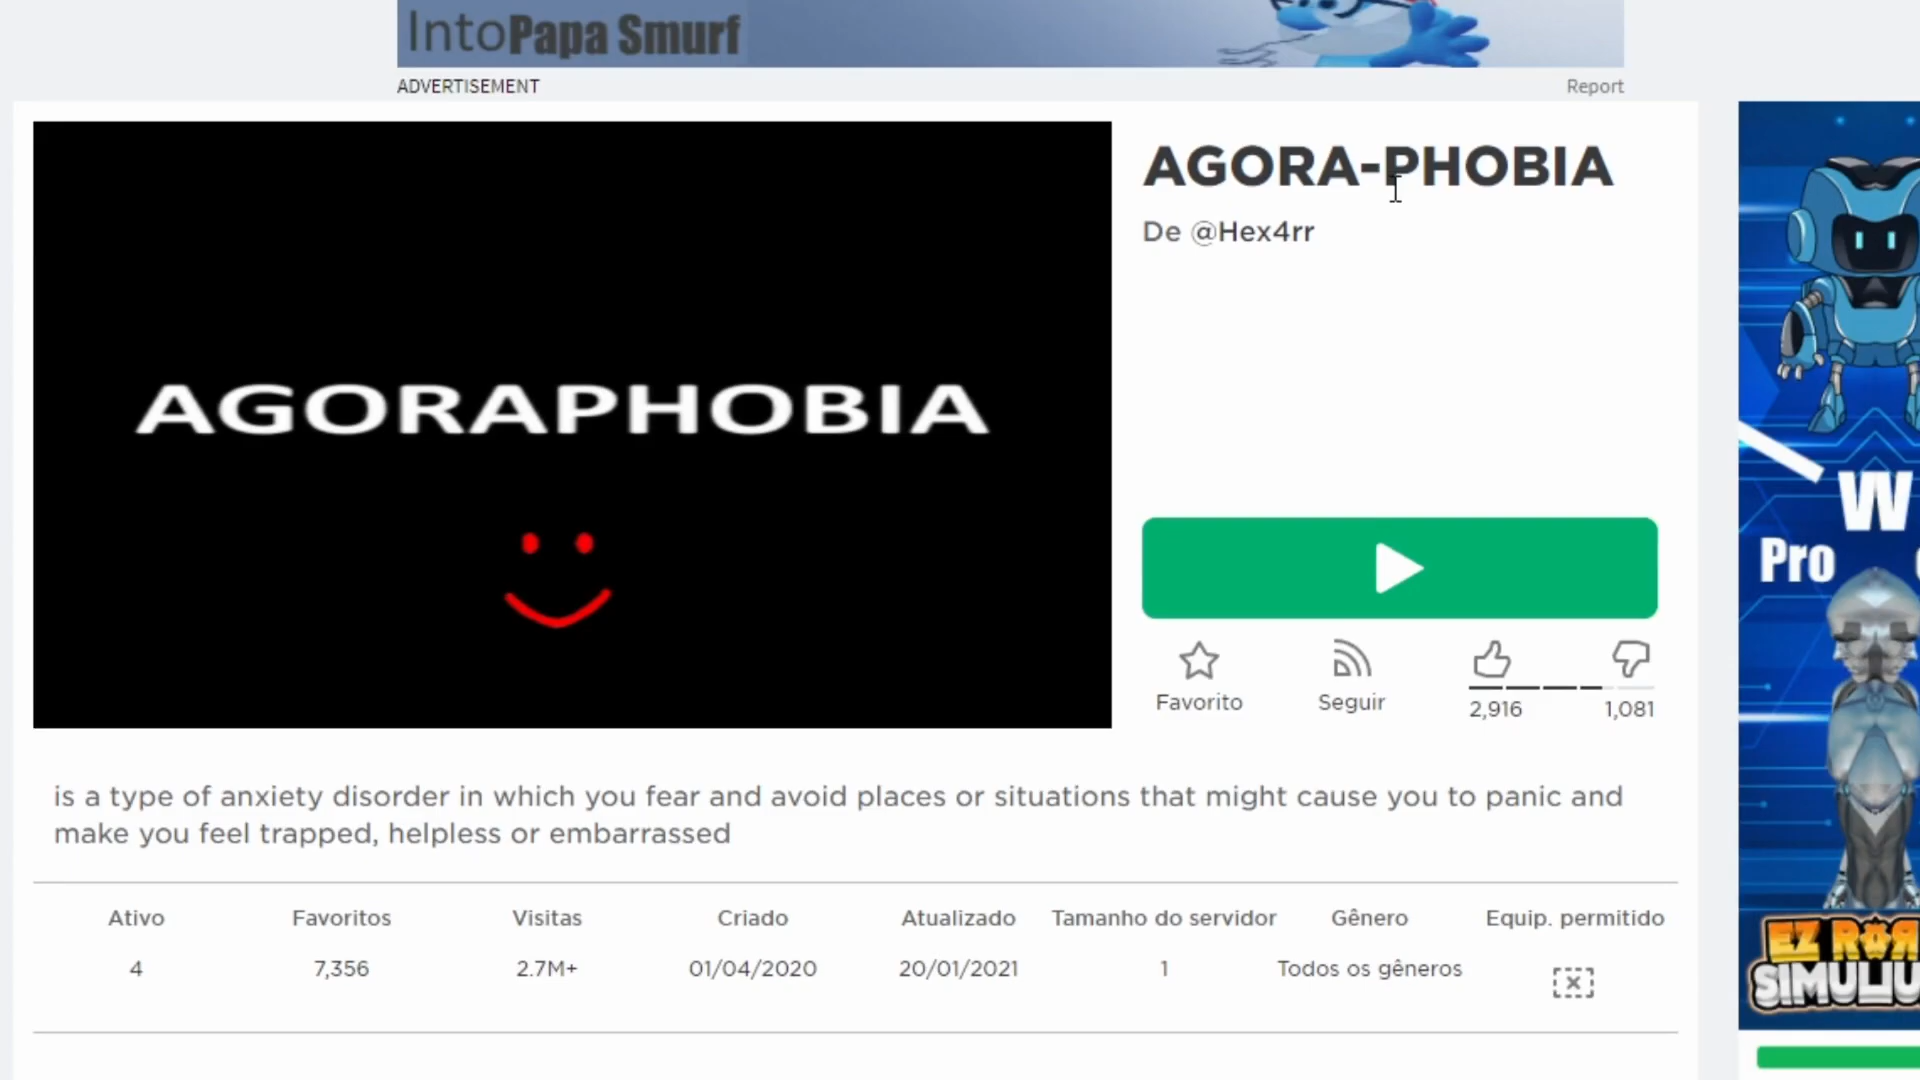 IntoPapa Smurf
ADVERTISEMENT
Report
AGORA-PHOBIA
De @Hex4rr
AGORAPHOBIA
Favorito
Seguir
2,916
1,081
W
Pro
is a type of anxiety disorder in which you fear and avoid places or situations that might cause you to panic and
make you feel trapped, helpless or embarrassed
Ativo Favoritos Visitas Criado Atualizado Tamanho do servidor Gênero Equip. permitido
4 7,356 2.7M+ 01/04/2020 20/01/2021 1 Todos os gêneros
EZ